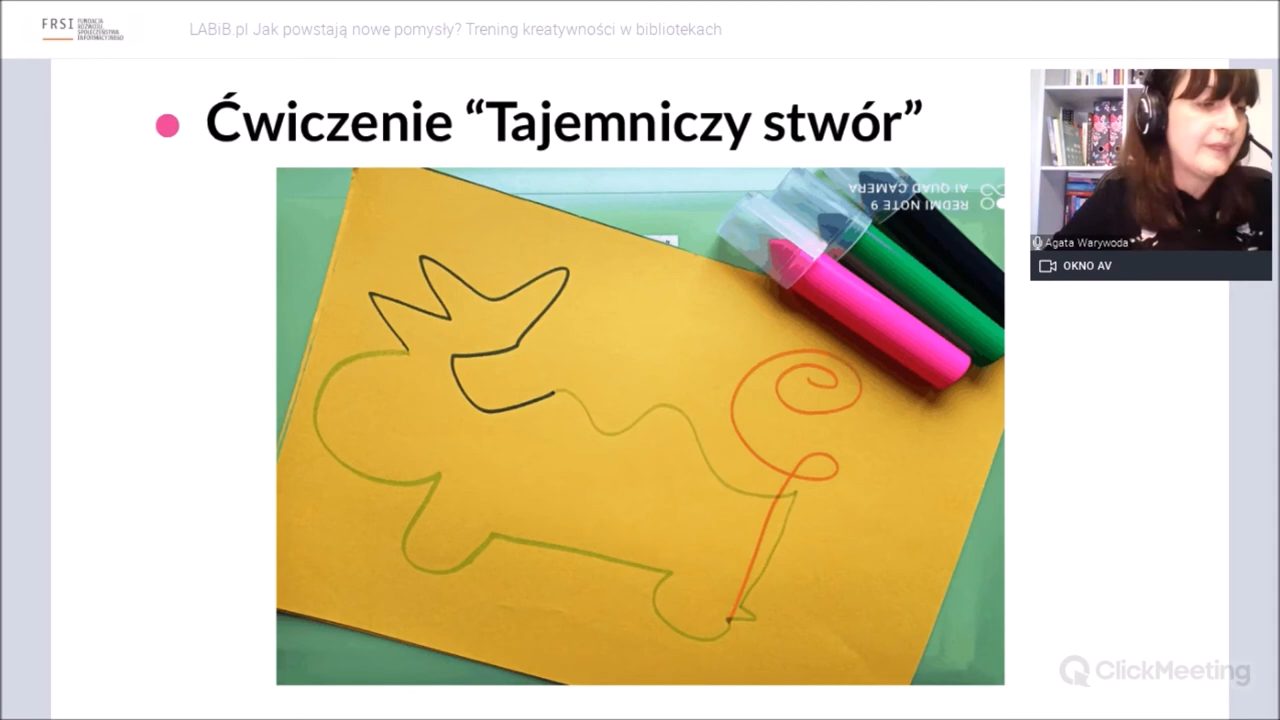 FRSI FUNDACJA
ROZWOJU
SPOŁECZEŃSTWA
INFORMACYJNEGO
LABiB.pl Jak powstają nowe pomysły? Trening kreatywności w bibliotekach
Ćwiczenie “Tajemniczy stwór”
REDMI NOTE 9
AI QUAD CAMERA
Agata Warywoda
OKNO AV
ClickMeeting